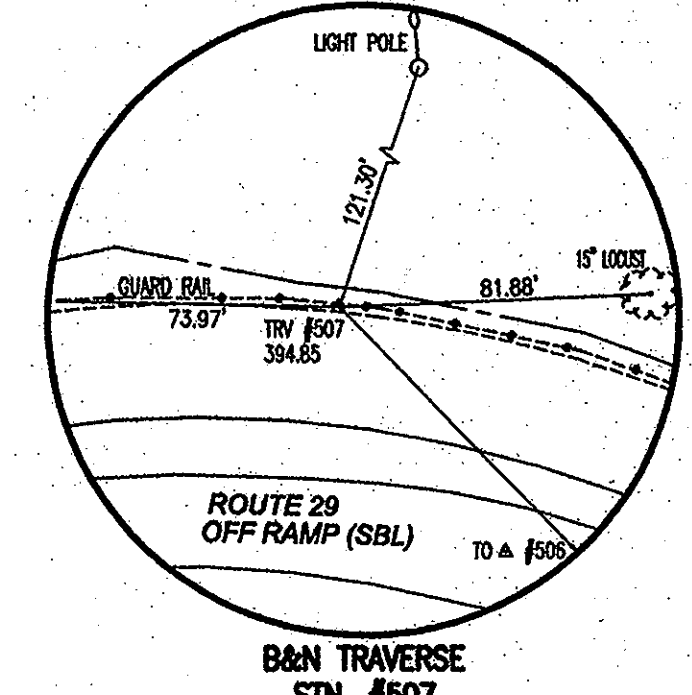 LIGHT POLE
121.30'
15" LOCUST
81.88'
GUARD RAIL
73.97'
TRV #507
394.85
ROUTE 29
OFF RAMP (SBL)
TO △ #506
B&N TRAVERSE
STN. #507